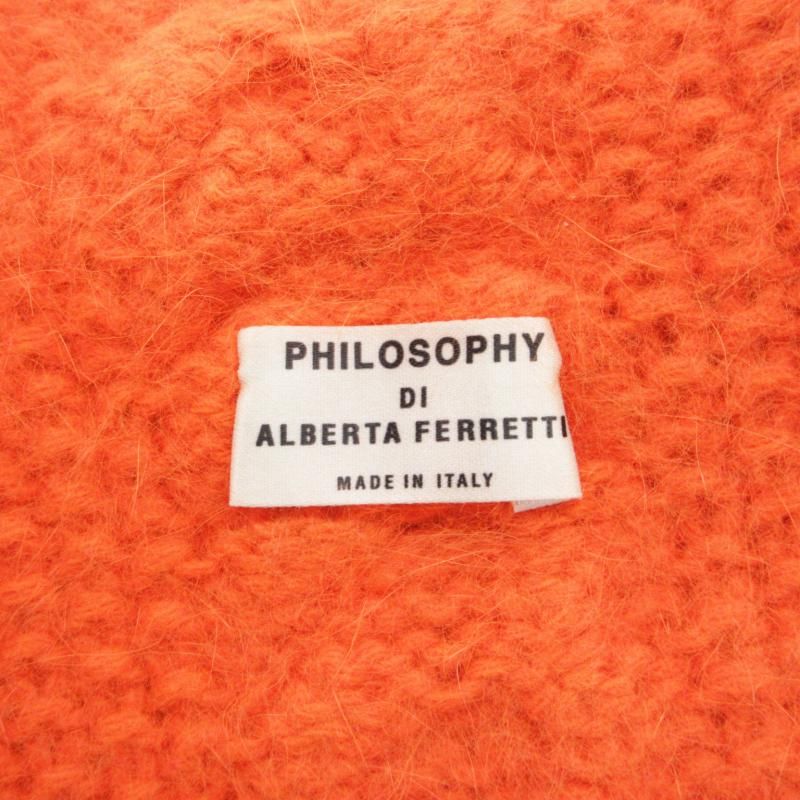 PHILOSOPHY
DI
ALBERTA FERRETTI
MADE IN ITALY